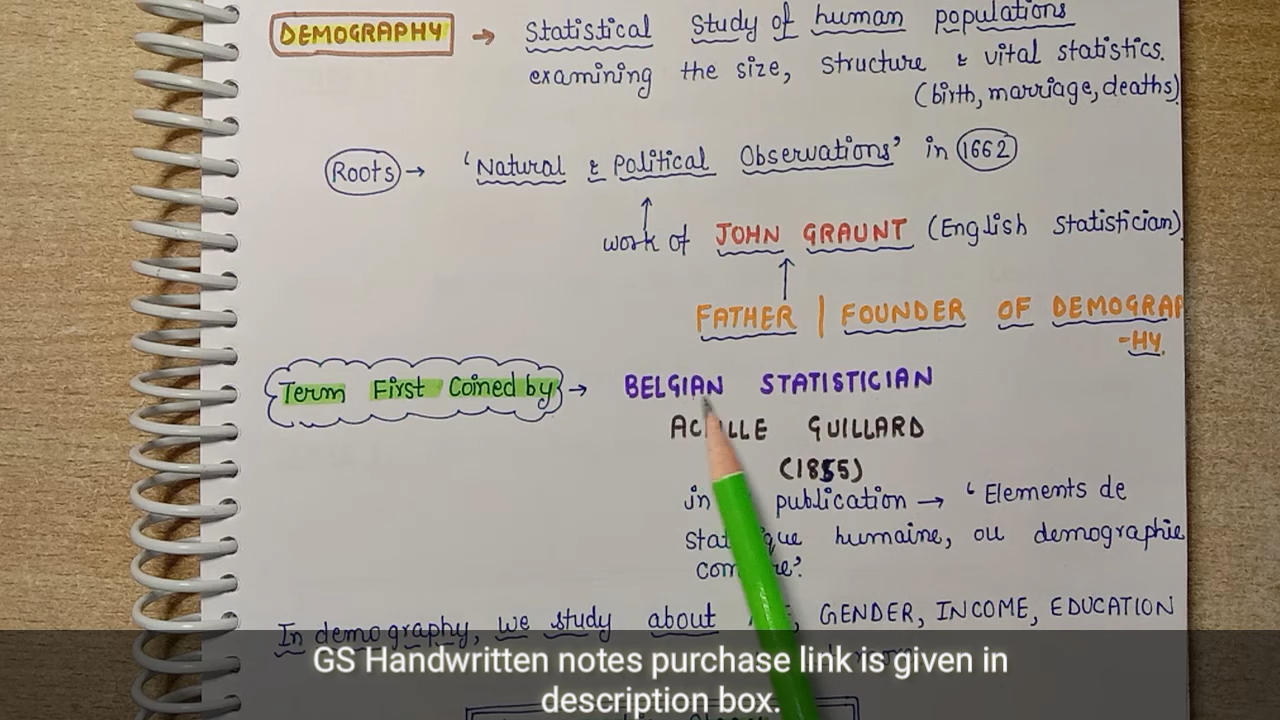 DEMOGRAPHY → Statistical Study of human populations
examining the size, structure & vital statistics.
(birth, marriage, deaths)
Roots → 'Natural & Political Observations' in 1662
work of JOHN GRAUNT (English Statistician)
FATHER | FOUNDER OF DEMOGRAP
-HY
Term First Coined by → BELGIAN STATISTICIAN
GUILLARD
(1855)
in publication → 'Elements de
humaine, ou demographie
In demography, we study about GENDER, INCOME, EDUCATION
GS Handwritten notes purchase link is given in
description box.